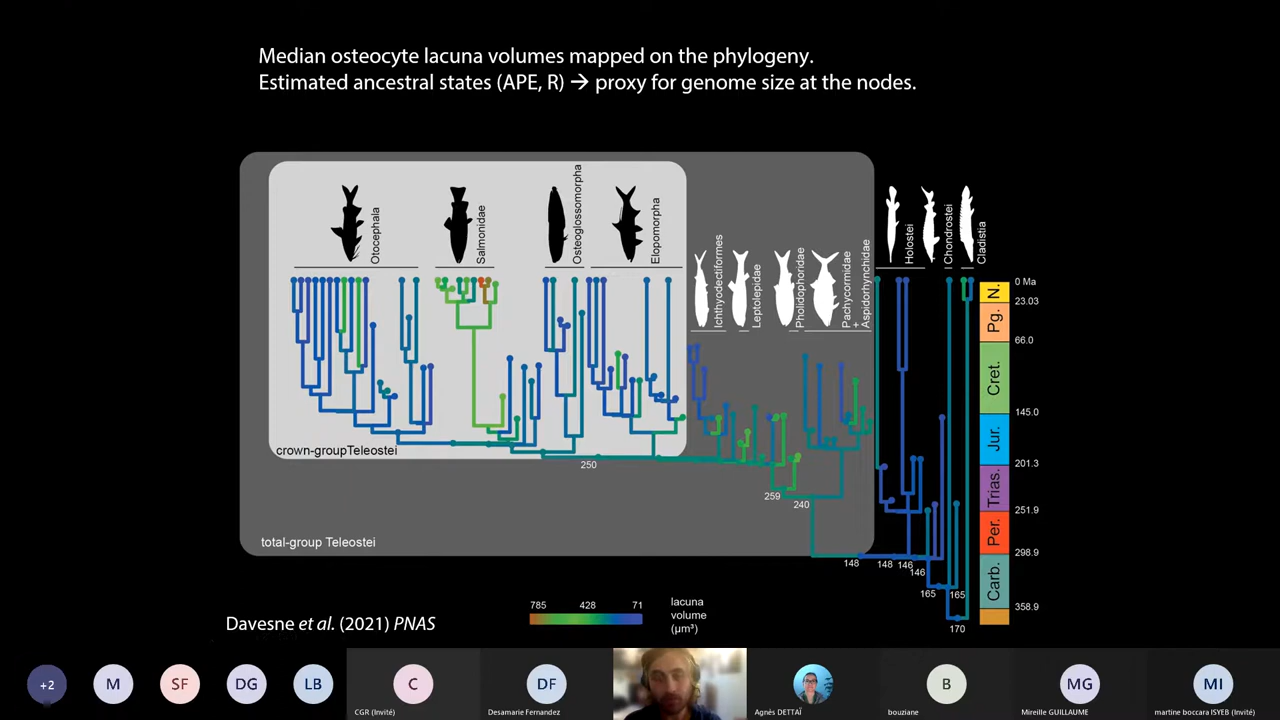 Median osteocyte lacuna volumes mapped on the phylogeny.
Estimated ancestral states (APE, R) → proxy for genome size at the nodes.
Otocephala
Salmonidae
Osteoglossomorpha
Elopomorpha
Ichthyodectiformes
Leptolepidae
Pholidophoridae
Pachycormidae
+
Aspidorhynchidae
Holostei
Chondrostei
Cladistia
0 Ma
N.
23.03
Pg.
66.0
Cret.
145.0
Jur.
201.3
Trias.
251.9
Per.
298.9
Carb.
358.9
crown-groupTeleostei
250
259
240
total-group Teleostei
148
148
146
146
165
165
170
785
428
71
lacuna
volume
(µm³)
Davesne et al. (2021) PNAS
+2
M
SF
DG
LB
C
CGR (Invité)
DF
Desamarie Fernandez
Agnés DETTAÏ
B
bouziane
MG
Mireille GUILLAUME
MI
martine boccara ISYEB (Invité)